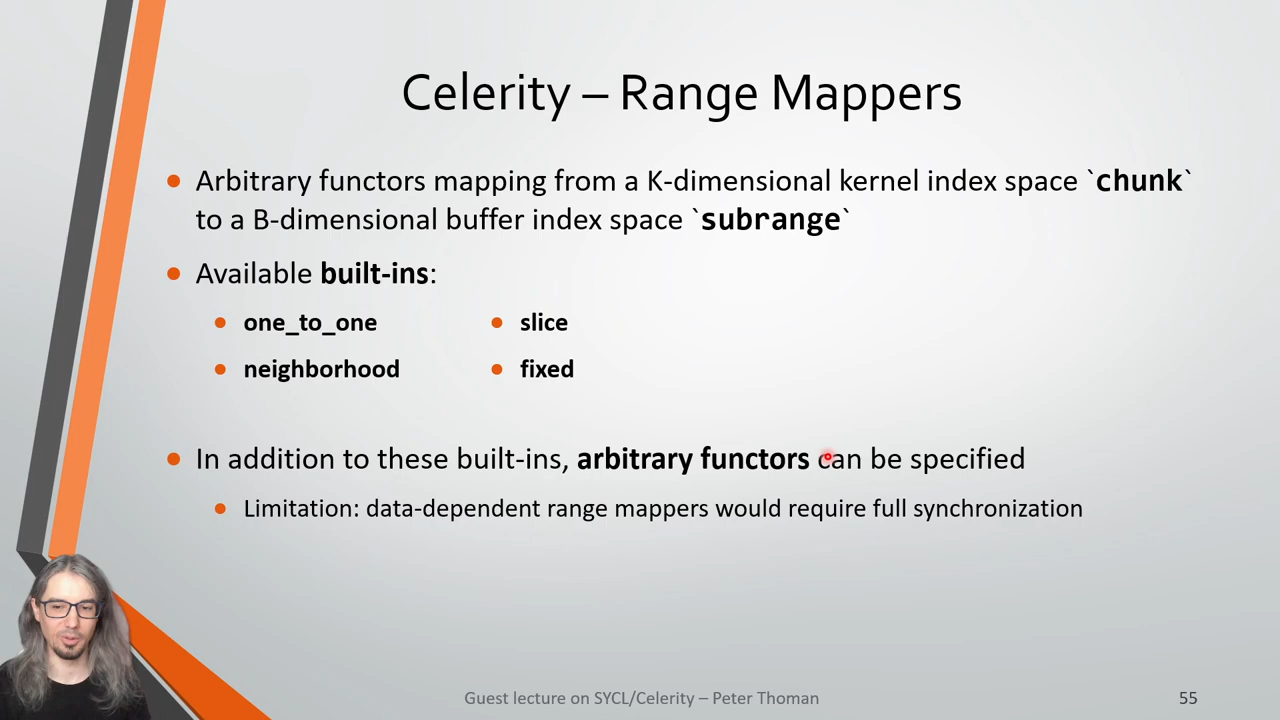 Celerity – Range Mappers
Arbitrary functors mapping from a K-dimensional kernel index space `chunk`
to a B-dimensional buffer index space `subrange`
Available built-ins:
one_to_one
neighborhood
slice
fixed
In addition to these built-ins, arbitrary functors can be specified
Limitation: data-dependent range mappers would require full synchronization
Guest lecture on SYCL/Celerity – Peter Thoman
55